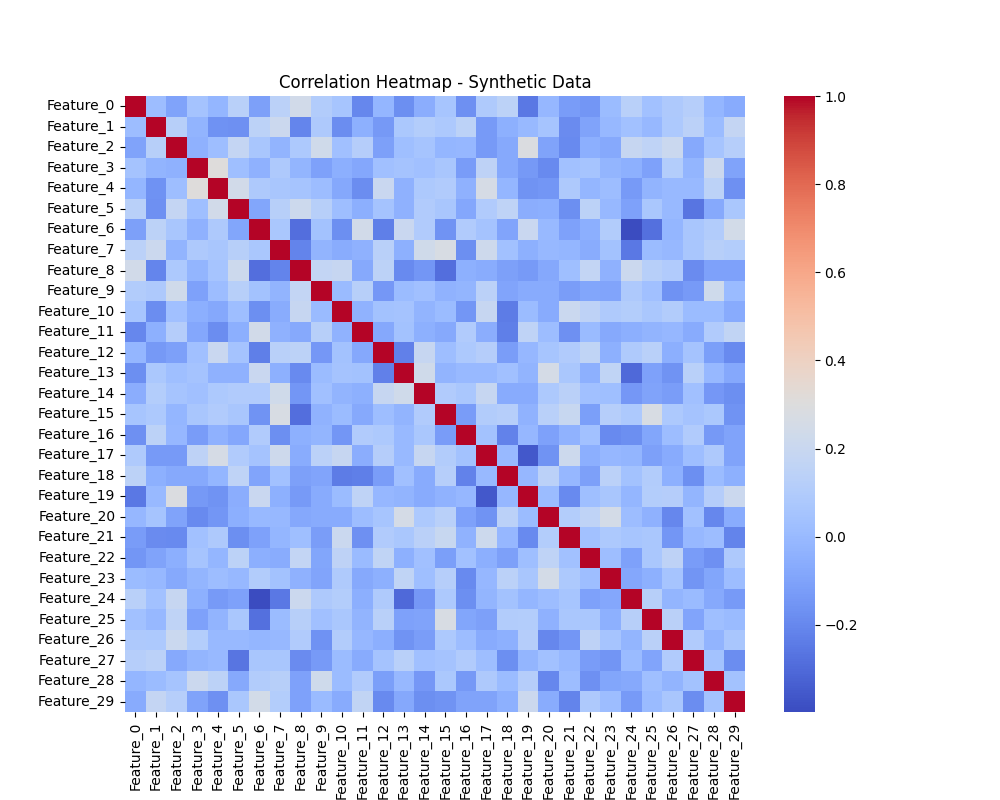 Correlation Heatmap - Synthetic Data
Feature_0
Feature_1
Feature_2
Feature_3
Feature_4
Feature_5
Feature_6
Feature_7
Feature_8
Feature_9
Feature_10
Feature_11
Feature_12
Feature_13
Feature_14
Feature_15
Feature_16
Feature_17
Feature_18
Feature_19
Feature_20
Feature_21
Feature_22
Feature_23
Feature_24
Feature_25
Feature_26
Feature_27
Feature_28
Feature_29
Feature_0
Feature_1
Feature_2
Feature_3
Feature_4
Feature_5
Feature_6
Feature_7
Feature_8
Feature_9
Feature_10
Feature_11
Feature_12
Feature_13
Feature_14
Feature_15
Feature_16
Feature_17
Feature_18
Feature_19
Feature_20
Feature_21
Feature_22
Feature_23
Feature_24
Feature_25
Feature_26
Feature_27
Feature_28
Feature_29
1.0
0.8
0.6
0.4
0.2
0.0
−0.2